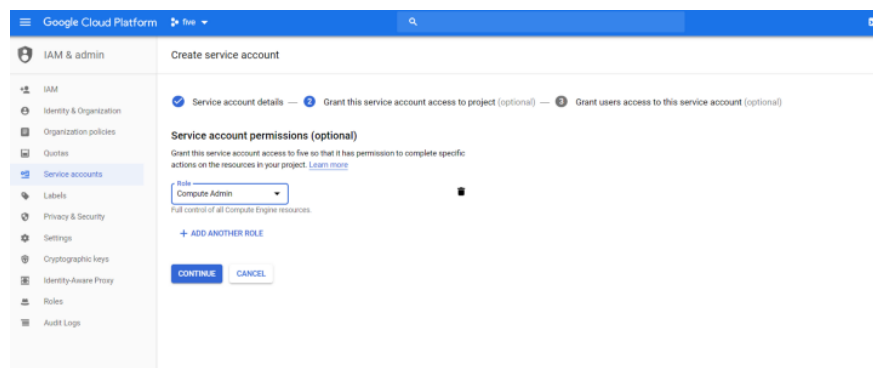 Google Cloud Platform five
IAM & admin
Create service account
IAM
Identity & Organization
Organization policies
Quotas
Service accounts
Labels
Privacy & Security
Settings
Cryptographic keys
Identity-Aware Proxy
Roles
Audit Logs
Service account details — 2 Grant this service account access to project (optional) — 3 Grant users access to this service account (optional)
Service account permissions (optional)
Grant this service account access to five so that it has permission to complete specific
actions on the resources in your project. Learn more
Role
Compute Admin
Full control of all Compute Engine resources.
+ ADD ANOTHER ROLE
CONTINUE CANCEL